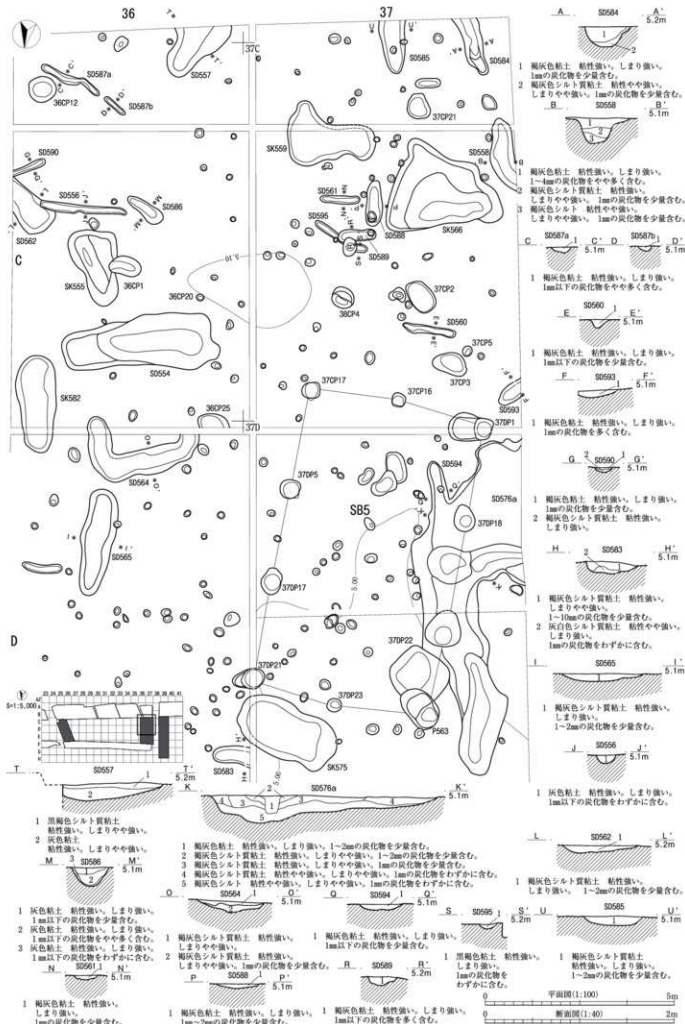 36
37
T
T'
37C
SD557
C'
SD587a
C
36CP12
D'
D
SD587b
U
U'
SD585
A'
A
SD584
37CP21
SK559
SD558
B
SD590
G
G'
SD556
J'
M
SD586
M'
SD561
N
N'
SD595
P
SD588
SD589
S
SK566
SD562
C
SK555
36CP1
36CP20
5.10
38CP4
37CP2
E
SD560
E'
37CP5
37CP3
SD554
SK582
37CP17
37CP16
F
SD593
36CP25
37D
37DP1
O
SD564
O'
SD594
37DP5
SB5
SD576a
37DP18
I
I'
SD565
37DP17
5.00
K
D
37DP21
37DP22
37DP23
P563
SD583
H'
H
SK575
5.00
S=1:5,000
A SD584 A'
5.2m
1 褐灰色粘土 粘性強い。しまり強い。
1㎜の炭化物を少量含む。
2 褐灰色シルト質粘土 粘性やや強い。
しまりやや強い。1㎜の炭化物を少量含む。
B SD558 B'
5.1m
1 褐灰色粘土 粘性強い。しまり強い。
1～4㎜の炭化物をやや多く含む。
2 褐灰色シルト質粘土 粘性強い。
しまりやや強い。1㎜の炭化物を少量含む。
3 褐灰色シルト 粘性やや強い。
しまりやや強い。1㎜の炭化物を少量含む。
C SD587a C' D SD587b D'
5.1m 5.1m
1 褐灰色粘土 粘性強い。しまり強い。
1㎜以下の炭化物をやや多く含む。
E SD560 E'
5.1m
1 褐灰色粘土 粘性強い。しまり強い。
1㎜以下の炭化物を少量含む。
F SD593 F'
5.1m
1 褐灰色粘土 粘性強い。しまり強い。
1㎜の炭化物を多く含む。
G SD590 G'
5.1m
1 褐灰色粘土 粘性強い。しまり強い。
1㎜の炭化物を少量含む。
2 褐灰色シルト質粘土 粘性強い。
しまり強い。
H SD583 H'
5.1m
1 褐灰色シルト質粘土 粘性強い。
しまりやや強い。
1～10㎜の炭化物を少量含む。
2 灰白色シルト質粘土 粘性やや強い。
しまり強い。
1㎜の炭化物をわずかに含む。
I SD565 I'
5.1m
1 褐灰色シルト質粘土 粘性強い。
しまり強い。
1～2㎜の炭化物を少量含む。
J SD556 J'
5.1m
1 灰色粘土 粘性強い。しまり強い。
1㎜以下の炭化物をわずかに含む。
L SD562 L'
5.2m
1 褐灰色シルト質粘土 粘性強い。
しまり強い。 1～2㎜の炭化物を少量含む。
T SD557 T'
5.2m
1 黒褐色シルト質粘土
粘性強い。しまりやや強い。
2 灰色粘土
粘性強い。しまりやや強い。
K SD576a K'
5.1m
1 褐灰色粘土 粘性強い。しまり強い。1～2㎜の炭化物を少量含む。
2 褐灰色シルト質粘土 粘性強い。しまりやや強い。1～2㎜の炭化物を少量含む。
3 褐灰色シルト質粘土 粘性強い。しまりやや強い。
4 褐灰色シルト質粘土 粘性やや強い。しまりやや強い。1㎜の炭化物をわずかに含む。
5 褐灰色シルト 粘性やや強い。しまりやや強い。1㎜の炭化物をわずかに含む。
M SD586 M'
5.1m
1 灰色粘土 粘性強い。しまり強い。
1㎜以下の炭化物を少量含む。
2 灰色粘土 粘性強い。しまり強い。
1㎜以下の炭化物をやや多く含む。
3 灰色粘土 粘性強い。しまり強い。
1㎜以下の炭化物をわずかに含む。
N SD561 N'
5.1m
1 褐灰色粘土 粘性強い。
しまり強い。
1㎜の炭化物を少量含む。
O SD564 O'
5.1m
1 褐灰色シルト質粘土 粘性強い。
しまりやや強い。
2 褐灰色シルト質粘土 粘性強い。
しまりやや強い。1㎜の炭化物を少量含む。
P SD588 P'
5.1m
1 褐灰色粘土 粘性強い。しまり強い。
1㎜～2㎜の炭化物を少量含む。
Q SD594 Q'
5.1m
1 褐灰色粘土 粘性強い。しまり強い。
1㎜以下の炭化物を少量含む。
R SD589 R'
5.2m
1 褐灰色粘土 粘性強い。しまり強い。
1㎜以下の炭化物を多く含む。
S SD595 S'
5.2m
1 黒褐色粘土 粘性強い。
しまり強い。
1㎜の炭化物を
わずかに含む。
U SD585 U'
5.1m
1 褐灰色シルト質粘土
粘性強い。しまり強い。
1～2㎜の炭化物を少量含む。
0 平面図(1:100) 5m
0 断面図(1:40) 2m